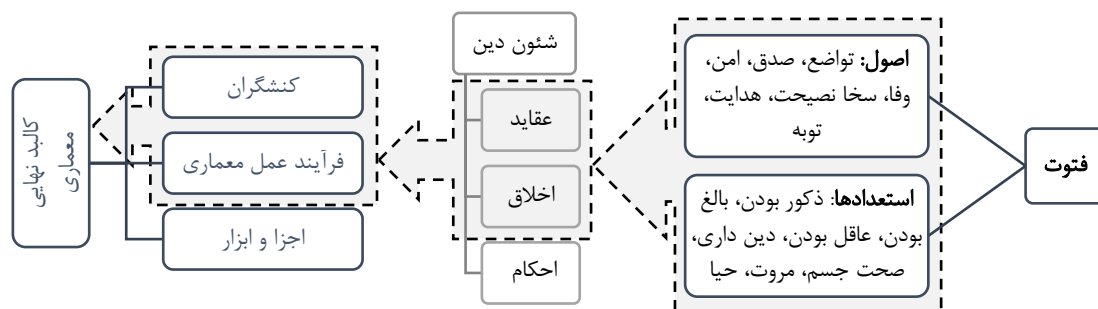 فتوت
اصول: تواضع، صدق، امن،
وفا، سخا نصیحت، هدایت،
توبه
استعدادها: ذکور بودن، بالغ
بودن، عاقل بودن، دین داری،
صحت جسم، مروت، حیا
شئون دین
عقاید
اخلاق
احکام
کنشگران
فرآیند عمل معماری
اجزا و ابزار
کالبد نهایی
معماری